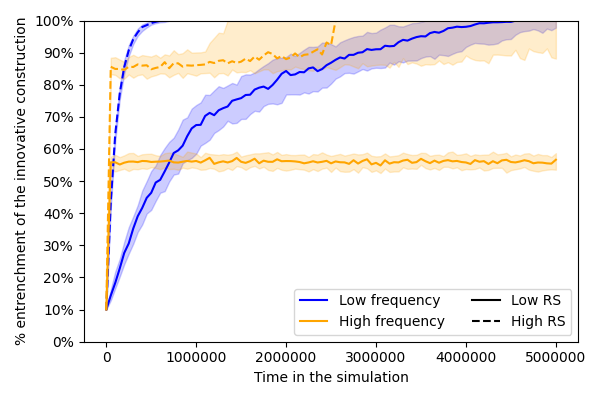 % entrenchment of the innovative construction
100%
90%
80%
70%
60%
50%
40%
30%
20%
10%
0%
Low frequency
High frequency
Low RS
High RS
0
1000000
2000000
3000000
4000000
5000000
Time in the simulation